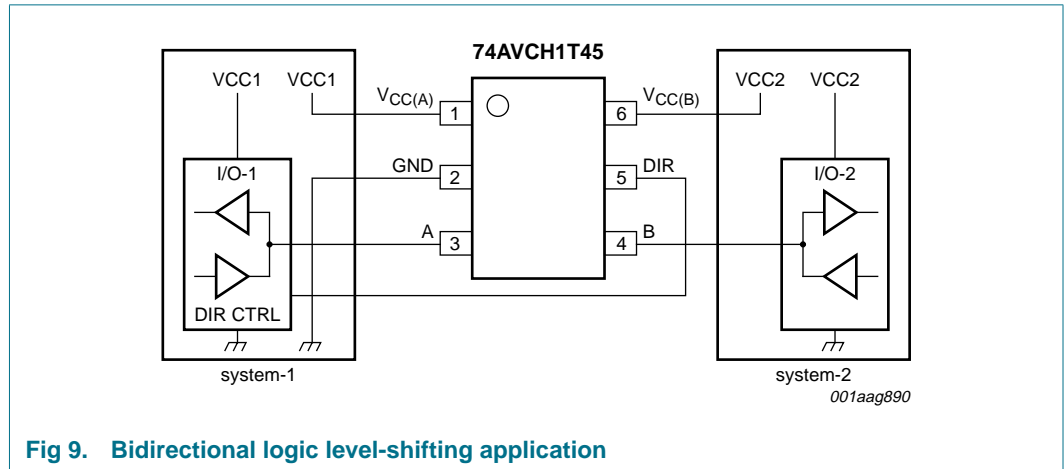 74AVCH1T45
VCC1 VCC1 VCC(A) 1 6 VCC(B) VCC2 VCC2
I/O-1 GND 2 5 DIR I/O-2
A 3 4 B
DIR CTRL
system-1 system-2
001aag890
Fig 9. Bidirectional logic level-shifting application